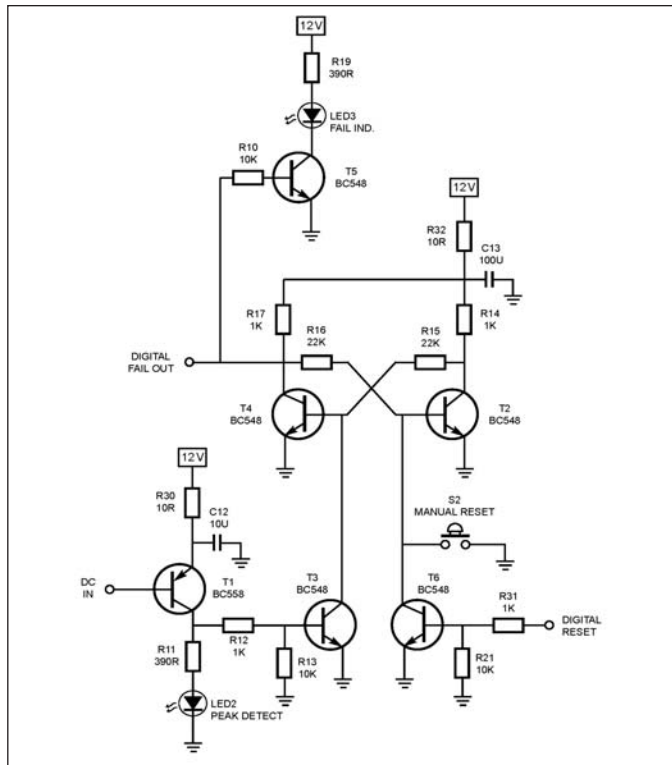 12V
R19
390R
LED3
FAIL IND.
R10
10K
T5
BC548
12V
R32
10R
C13
100U
R17
1K
R16
22K
R15
22K
R14
1K
DIGITAL
FAIL OUT
T4
BC548
T2
BC548
12V
R30
10R
C12
10U
S2
MANUAL RESET
DC
IN
T1
BC558
T3
BC548
T6
BC548
R31
1K
DIGITAL
RESET
R12
1K
R11
390R
R13
10K
R21
10K
LED2
PEAK DETECT